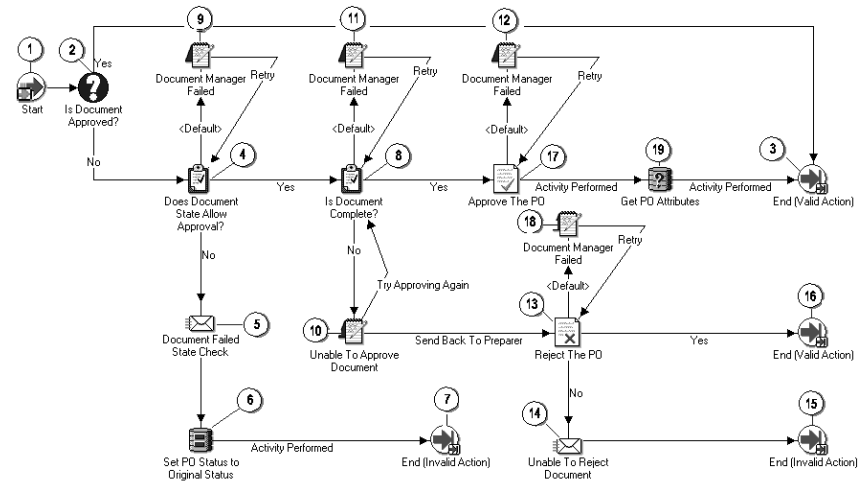 9
11
12
1
2
Yes
Document Manager
Failed
Retry
Document Manager
Failed
Retry
Document Manager
Failed
Retry
Start
Is Document
Approved?
<Default>
<Default>
<Default>
No
4
8
17
19
3
Yes
Yes
Activity Performed
Activity Performed
Does Document
State Allow
Approval?
Is Document
Complete?
Approve The PO
Get PO Attributes
End (Valid Action)
18
Document Manager
Failed
Retry
No
No
Try Approving Again
<Default>
5
10
13
16
Document Failed
State Check
Unable To Approve
Document
Send Back To Preparer
Reject The PO
Yes
End (Valid Action)
6
7
No
14
15
Activity Performed
Set PO Status to
Original Status
End (Invalid Action)
Unable To Reject
Document
End (Invalid Action)